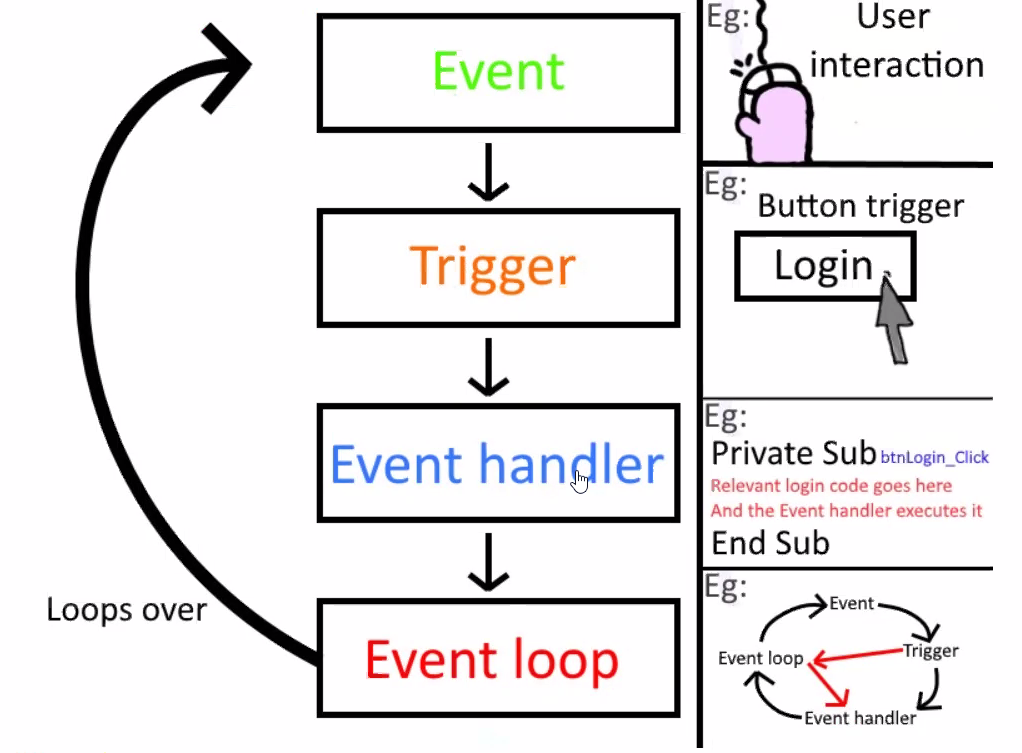 Event
Trigger
Event handler
Event loop
Loops over
Eg:
User
interaction
Eg:
Button trigger
Login
Eg:
Private Sub btnLogin_Click
Relevant login code goes here
And the Event handler executes it
End Sub
Eg:
Event
Trigger
Event loop
Event handler